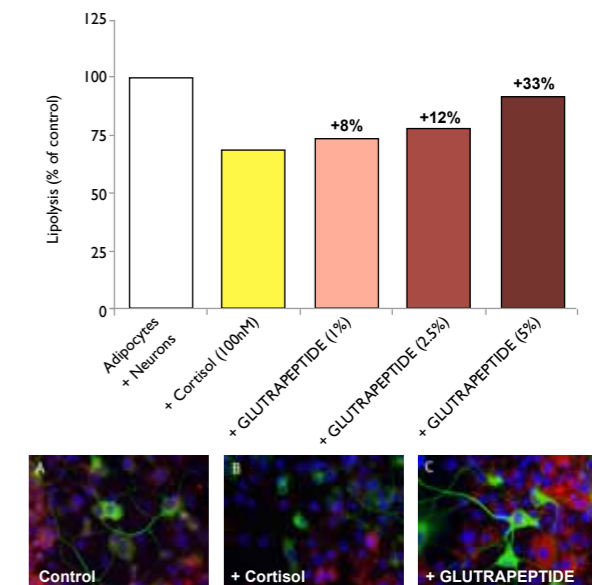 125
100
75
50
25
0
Lipolysis (% of control)
+8%
+12%
+33%
Adipocytes
+ Neurons
+ Cortisol (100nM)
+ GLUTRAPEPTIDE (1%)
+ GLUTRAPEPTIDE (2.5%)
+ GLUTRAPEPTIDE (5%)
A
Control
B
+ Cortisol
C
+ GLUTRAPEPTIDE